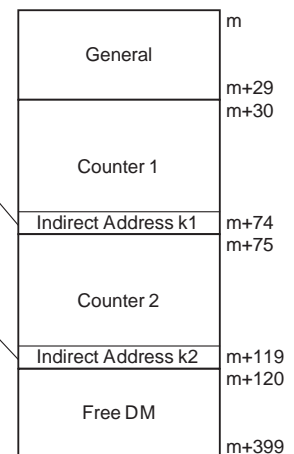 m
General
m+29
m+30
Counter 1
Indirect Address k1 m+74
m+75
Counter 2
Indirect Address k2 m+119
m+120
Free DM
m+399